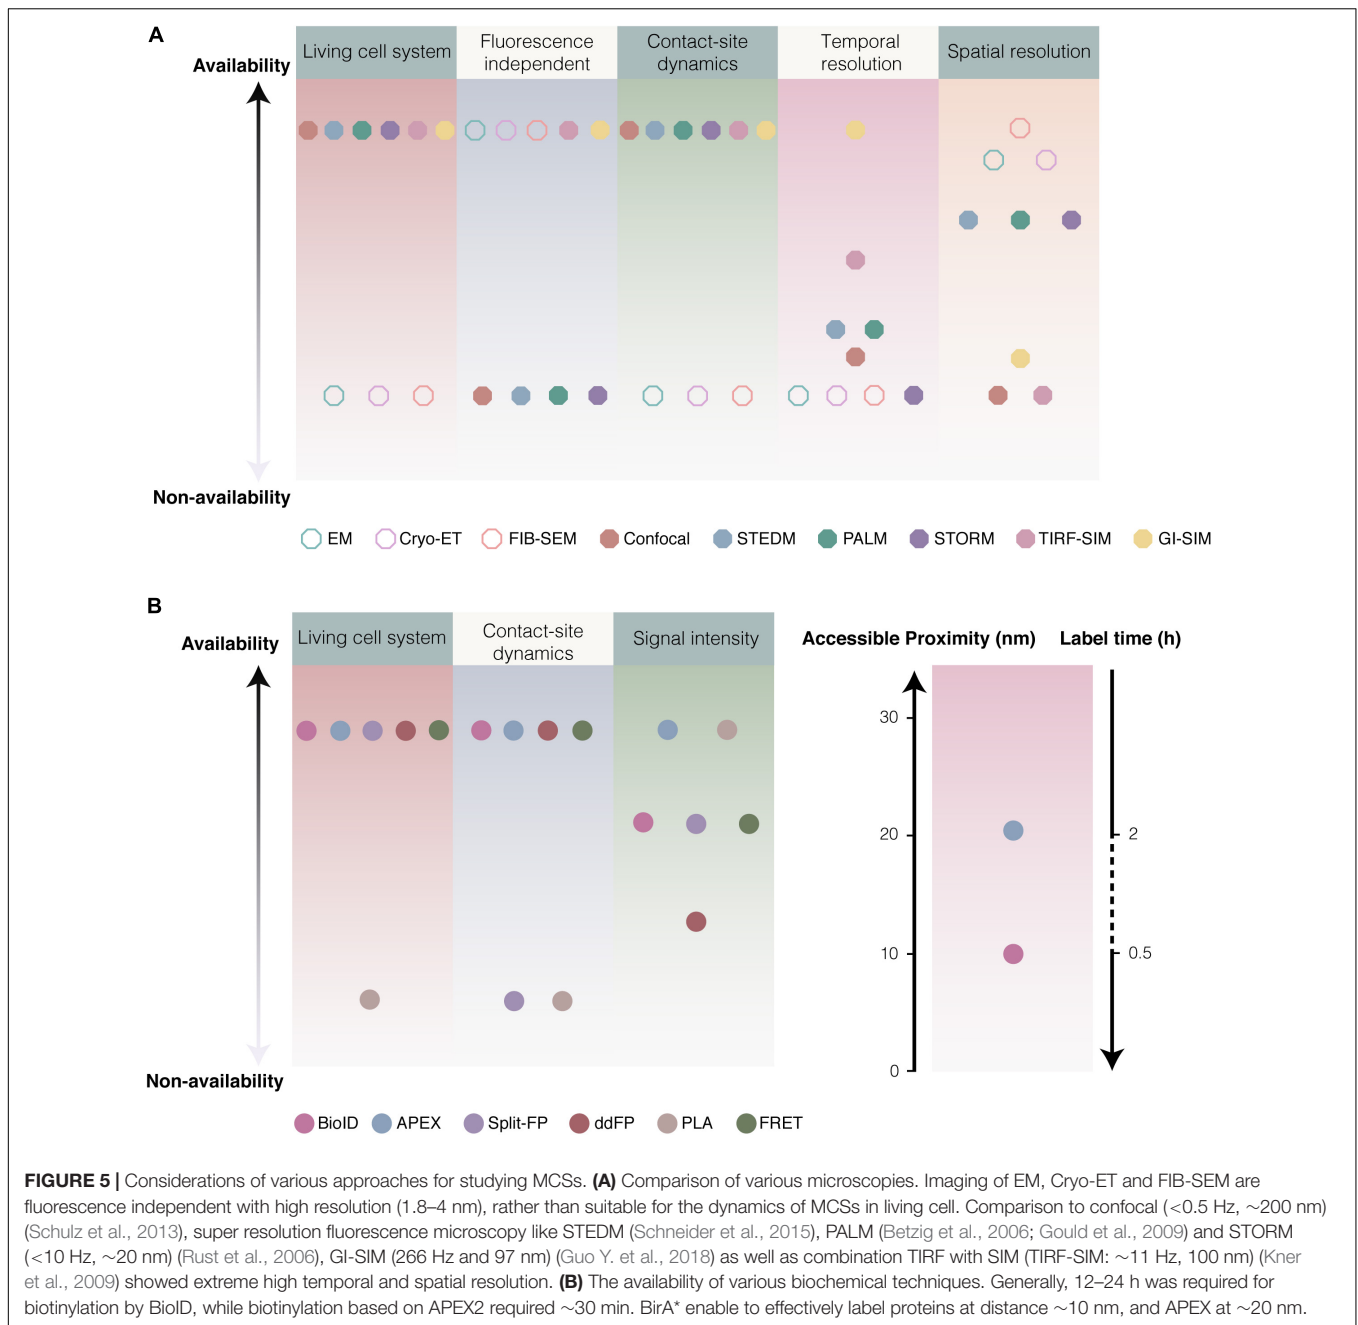 A
Availability
Living cell system
Fluorescence
independent
Contact-site
dynamics
Temporal
resolution
Spatial resolution
Non-availability
EM
Cryo-ET
FIB-SEM
Confocal
STEDM
PALM
STORM
TIRF-SIM
GI-SIM
B
Availability
Living cell system
Contact-site
dynamics
Signal intensity
Non-availability
BioID
APEX
Split-FP
ddFP
PLA
FRET
Accessible Proximity (nm)
Label time (h)
30
20
10
0
2
0.5
FIGURE 5 | Considerations of various approaches for studying MCSs. (A) Comparison of various microscopies. Imaging of EM, Cryo-ET and FIB-SEM are
fluorescence independent with high resolution (1.8–4 nm), rather than suitable for the dynamics of MCSs in living cell. Comparison to confocal (<0.5 Hz, ∼200 nm)
(Schulz et al., 2013), super resolution fluorescence microscopy like STEDM (Schneider et al., 2015), PALM (Betzig et al., 2006; Gould et al., 2009) and STORM
(<10 Hz, ∼20 nm) (Rust et al., 2006), GI-SIM (266 Hz and 97 nm) (Guo Y. et al., 2018) as well as combination TIRF with SIM (TIRF-SIM: ∼11 Hz, 100 nm) (Kner
et al., 2009) showed extreme high temporal and spatial resolution. (B) The availability of various biochemical techniques. Generally, 12–24 h was required for
biotinylation by BioID, while biotinylation based on APEX2 required ∼30 min. BirA* enable to effectively label proteins at distance ∼10 nm, and APEX at ∼20 nm.